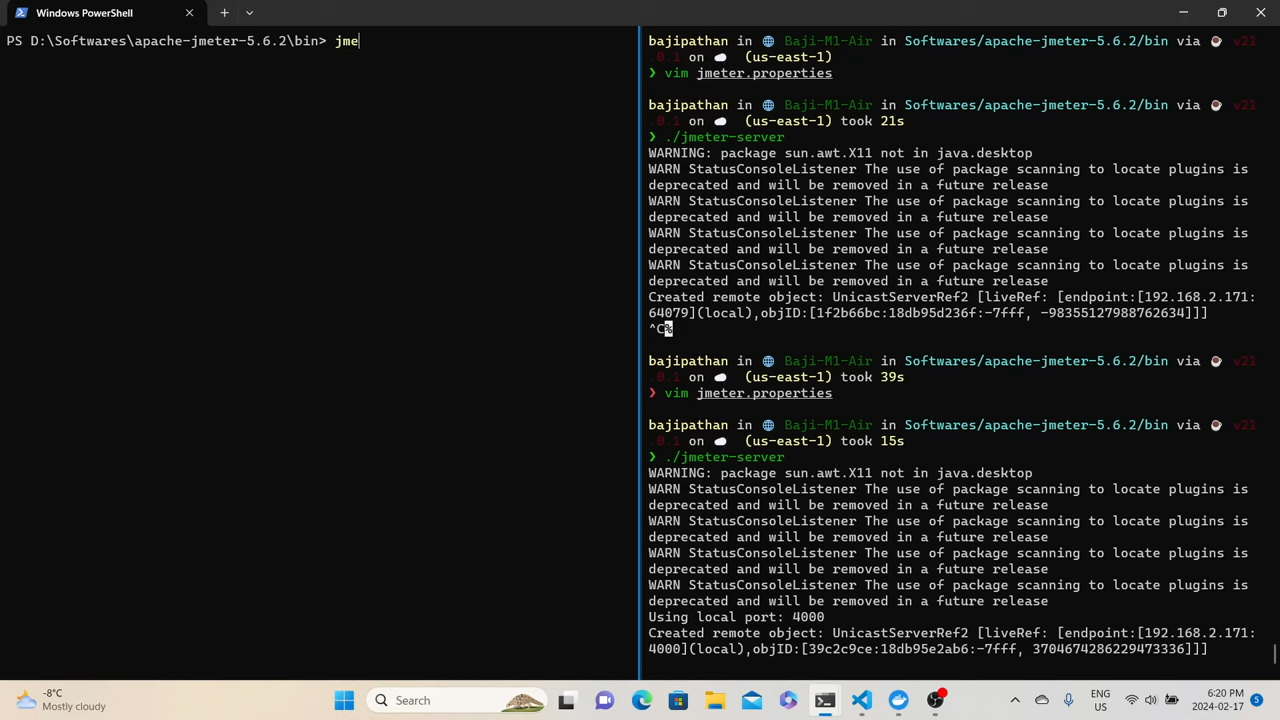 Windows PowerShell
PS D:\Softwares\apache-jmeter-5.6.2\bin> jme
bajipathan in Baji-M1-Air in Softwares/apache-jmeter-5.6.2/bin via v21
.0.1 on (us-east-1)
❯ vim jmeter.properties
bajipathan in Baji-M1-Air in Softwares/apache-jmeter-5.6.2/bin via v21
.0.1 on (us-east-1) took 21s
❯ ./jmeter-server
WARNING: package sun.awt.X11 not in java.desktop
WARN StatusConsoleListener The use of package scanning to locate plugins is
deprecated and will be removed in a future release
WARN StatusConsoleListener The use of package scanning to locate plugins is
deprecated and will be removed in a future release
WARN StatusConsoleListener The use of package scanning to locate plugins is
deprecated and will be removed in a future release
WARN StatusConsoleListener The use of package scanning to locate plugins is
deprecated and will be removed in a future release
Created remote object: UnicastServerRef2 [liveRef: [endpoint:[192.168.2.171:
64079](local),objID:[1f2b66bc:18db95d236f:-7fff, -98355127988762634]]]
^C%
bajipathan in Baji-M1-Air in Softwares/apache-jmeter-5.6.2/bin via v21
.0.1 on (us-east-1) took 39s
❯ vim jmeter.properties
bajipathan in Baji-M1-Air in Softwares/apache-jmeter-5.6.2/bin via v21
.0.1 on (us-east-1) took 15s
❯ ./jmeter-server
WARNING: package sun.awt.X11 not in java.desktop
WARN StatusConsoleListener The use of package scanning to locate plugins is
deprecated and will be removed in a future release
WARN StatusConsoleListener The use of package scanning to locate plugins is
deprecated and will be removed in a future release
WARN StatusConsoleListener The use of package scanning to locate plugins is
deprecated and will be removed in a future release
WARN StatusConsoleListener The use of package scanning to locate plugins is
deprecated and will be removed in a future release
Using local port: 4000
Created remote object: UnicastServerRef2 [liveRef: [endpoint:[192.168.2.171:
4000](local),objID:[39c2c9ce:18db95e2ab6:-7fff, 3704674286229473336]]]
-8°C
Mostly cloudy
Search
ENG
US
6:20 PM
2024-02-17
5